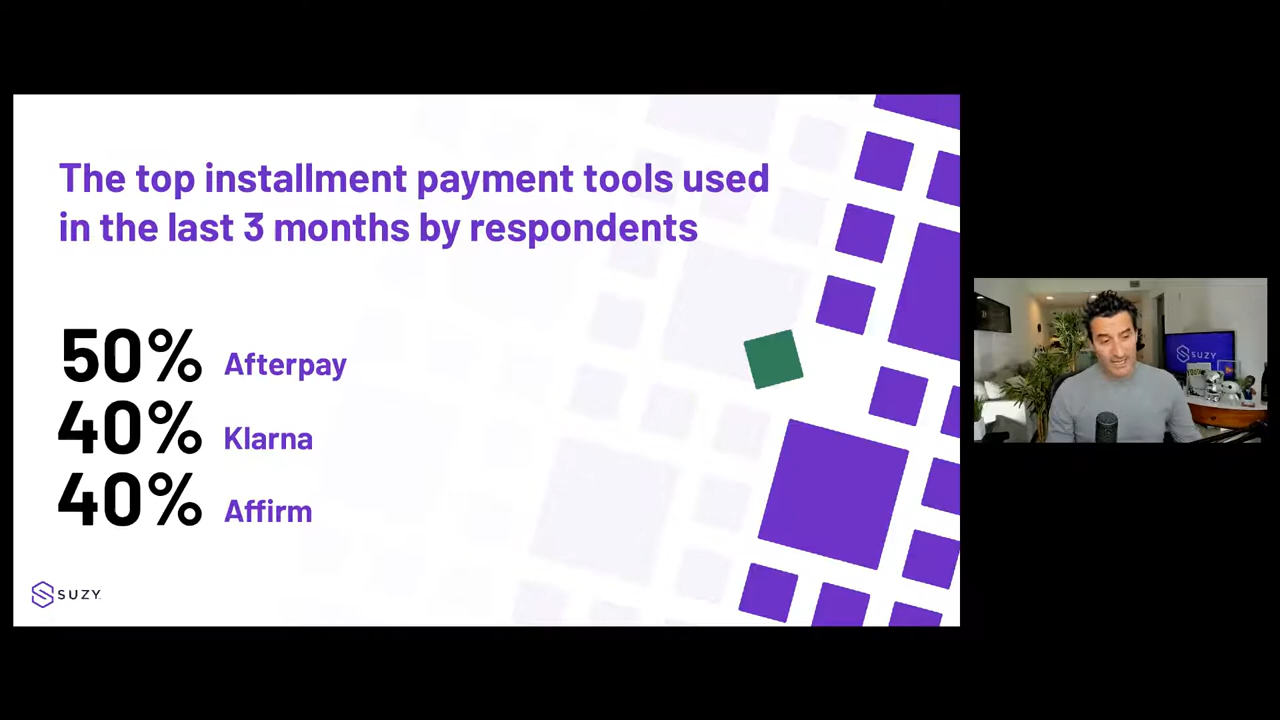 The top installment payment tools used
in the last 3 months by respondents
50% Afterpay
40% Klarna
40% Affirm
SUZY
SUZY